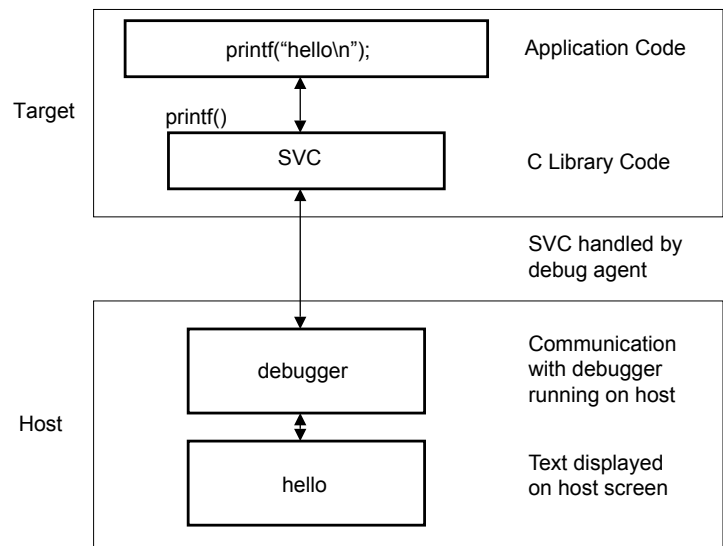 printf(“hello\n”);
Application Code
Target
printf()
SVC
C Library Code
SVC handled by
debug agent
debugger
Communication
with debugger
running on host
Host
hello
Text displayed
on host screen